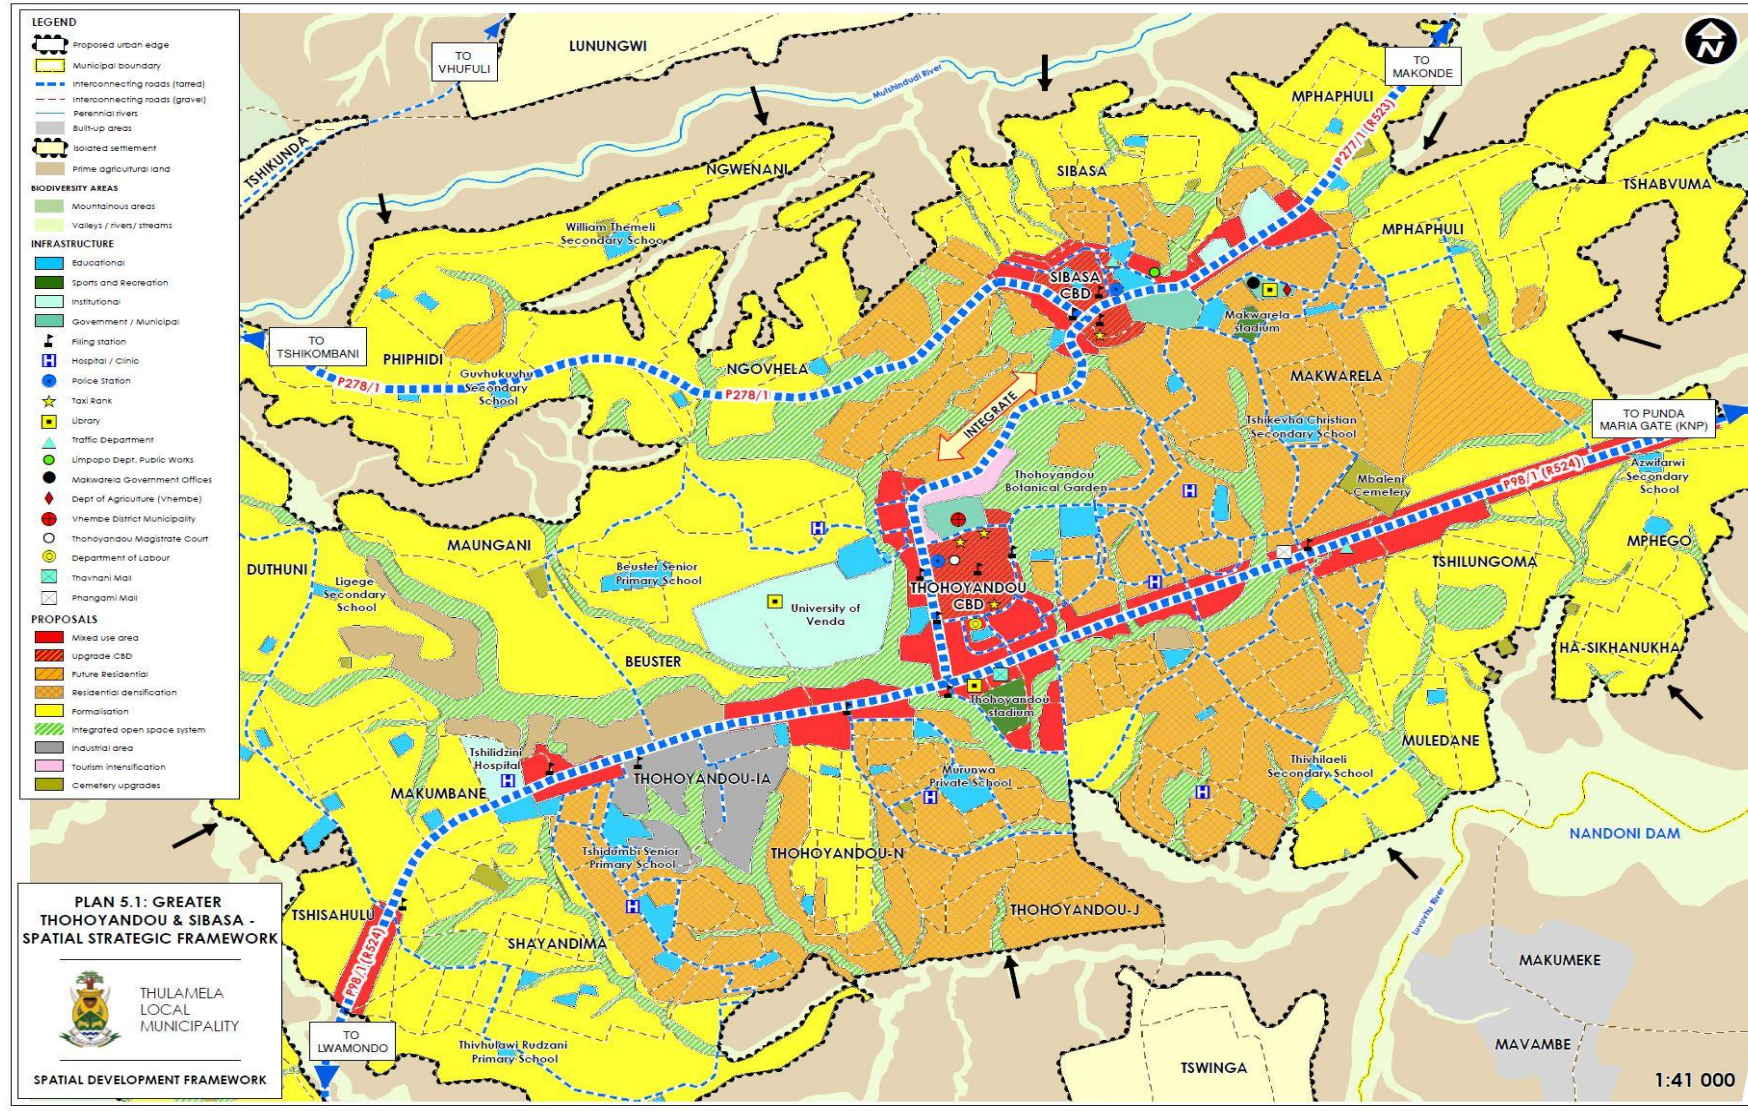 LEGEND
Proposed urban edge
Municipal boundary
Interconnecting roads (tarred)
Interconnecting roads (gravel)
Perennial rivers
Built-up areas
Isolated settlement
Prime agricultural land
BIODIVERSITY AREAS
Mountainous areas
Valleys / rivers/ streams
INFRASTRUCTURE
Educational
Sports and Recreation
Institutional
Government / Municipal
Filing station
Hospital / Clinic
Police Station
Taxi Rank
Library
Traffic Department
Limpopo Dept. Public Works
Makwarela Government Offices
Dept of Agriculture (Vhembe)
Vhembe District Municipality
Thohoyandou Magistrate Court
Department of Labour
Thavhani Mall
Phangami Mall
PROPOSALS
Mixed use area
Upgrade CBD
Future Residential
Residential densification
Formalisation
Integrated open space system
Industrial area
Tourism intensification
Cemetery upgrades
PLAN 5.1: GREATER
THOHOYANDOU & SIBASA -
SPATIAL STRATEGIC FRAMEWORK
THULAMELA
LOCAL
MUNICIPALITY
SPATIAL DEVELOPMENT FRAMEWORK
TO
VHUFULI
LUNUNGWI
Mutshindudi River
TO
MAKONDE
N
MPHAPHULI
P277/1(R523)
TSHIKUNDA
NGWENANI
SIBASA
TSHABVUMA
William Themeli
Secondary Schoo
MPHAPHULI
SIBASA
CBD
Makwarela
stadium
TO
TSHIKOMBANI
PHIPHIDI
P278/1
Guvhukuvhu
Secondary
School
NGOVHELA
P278/1
INTEGRATE
MAKWARELA
Tshikevha Christian
Secondary School
TO PUNDA
MARIA GATE (KNP)
P98/1 (R524)
Azwifarwi
Secondary
School
Thohoyandou
Botanical Garden
Mbaleni
Cemetery
H
H
MAUNGANI
MPHEGO
DUTHUNI
Ligege
Secondary
School
Beuster Senior
Primary School
TSHILUNGOMA
H
THOHOYANDOU
CBD
University of
Venda
BEUSTER
HA-SIKHANUKHA
Thohoyandou
stadium
MULEDANE
Tshilidzini
Hospital
H
THOHOYANDOU-IA
Murunwa
Private School
H
Thivhilaeli
Secondary School
H
MAKUMBANE
NANDONI DAM
Tshidumbi Senior
Primary School
THOHOYANDOU-N
H
THOHOYANDOU-J
Luvuvhu River
TSHISAHULU
SHAYANDIMA
P98/1 (R524)
MAKUMEKE
TO
LWAMONDO
Thivhulawi Rudzani
Primary School
MAVAMBE
TSWINGA
1:41 000